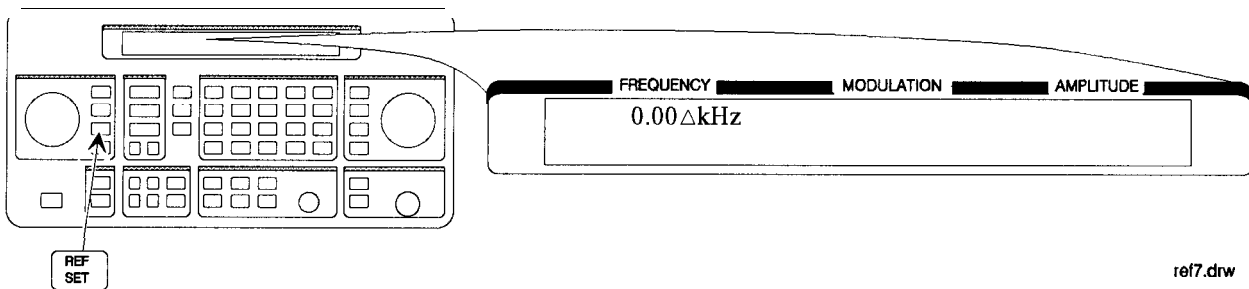 FREQUENCY MODULATION AMPLITUDE
0.00△kHz
REF
SET
ref7.drw